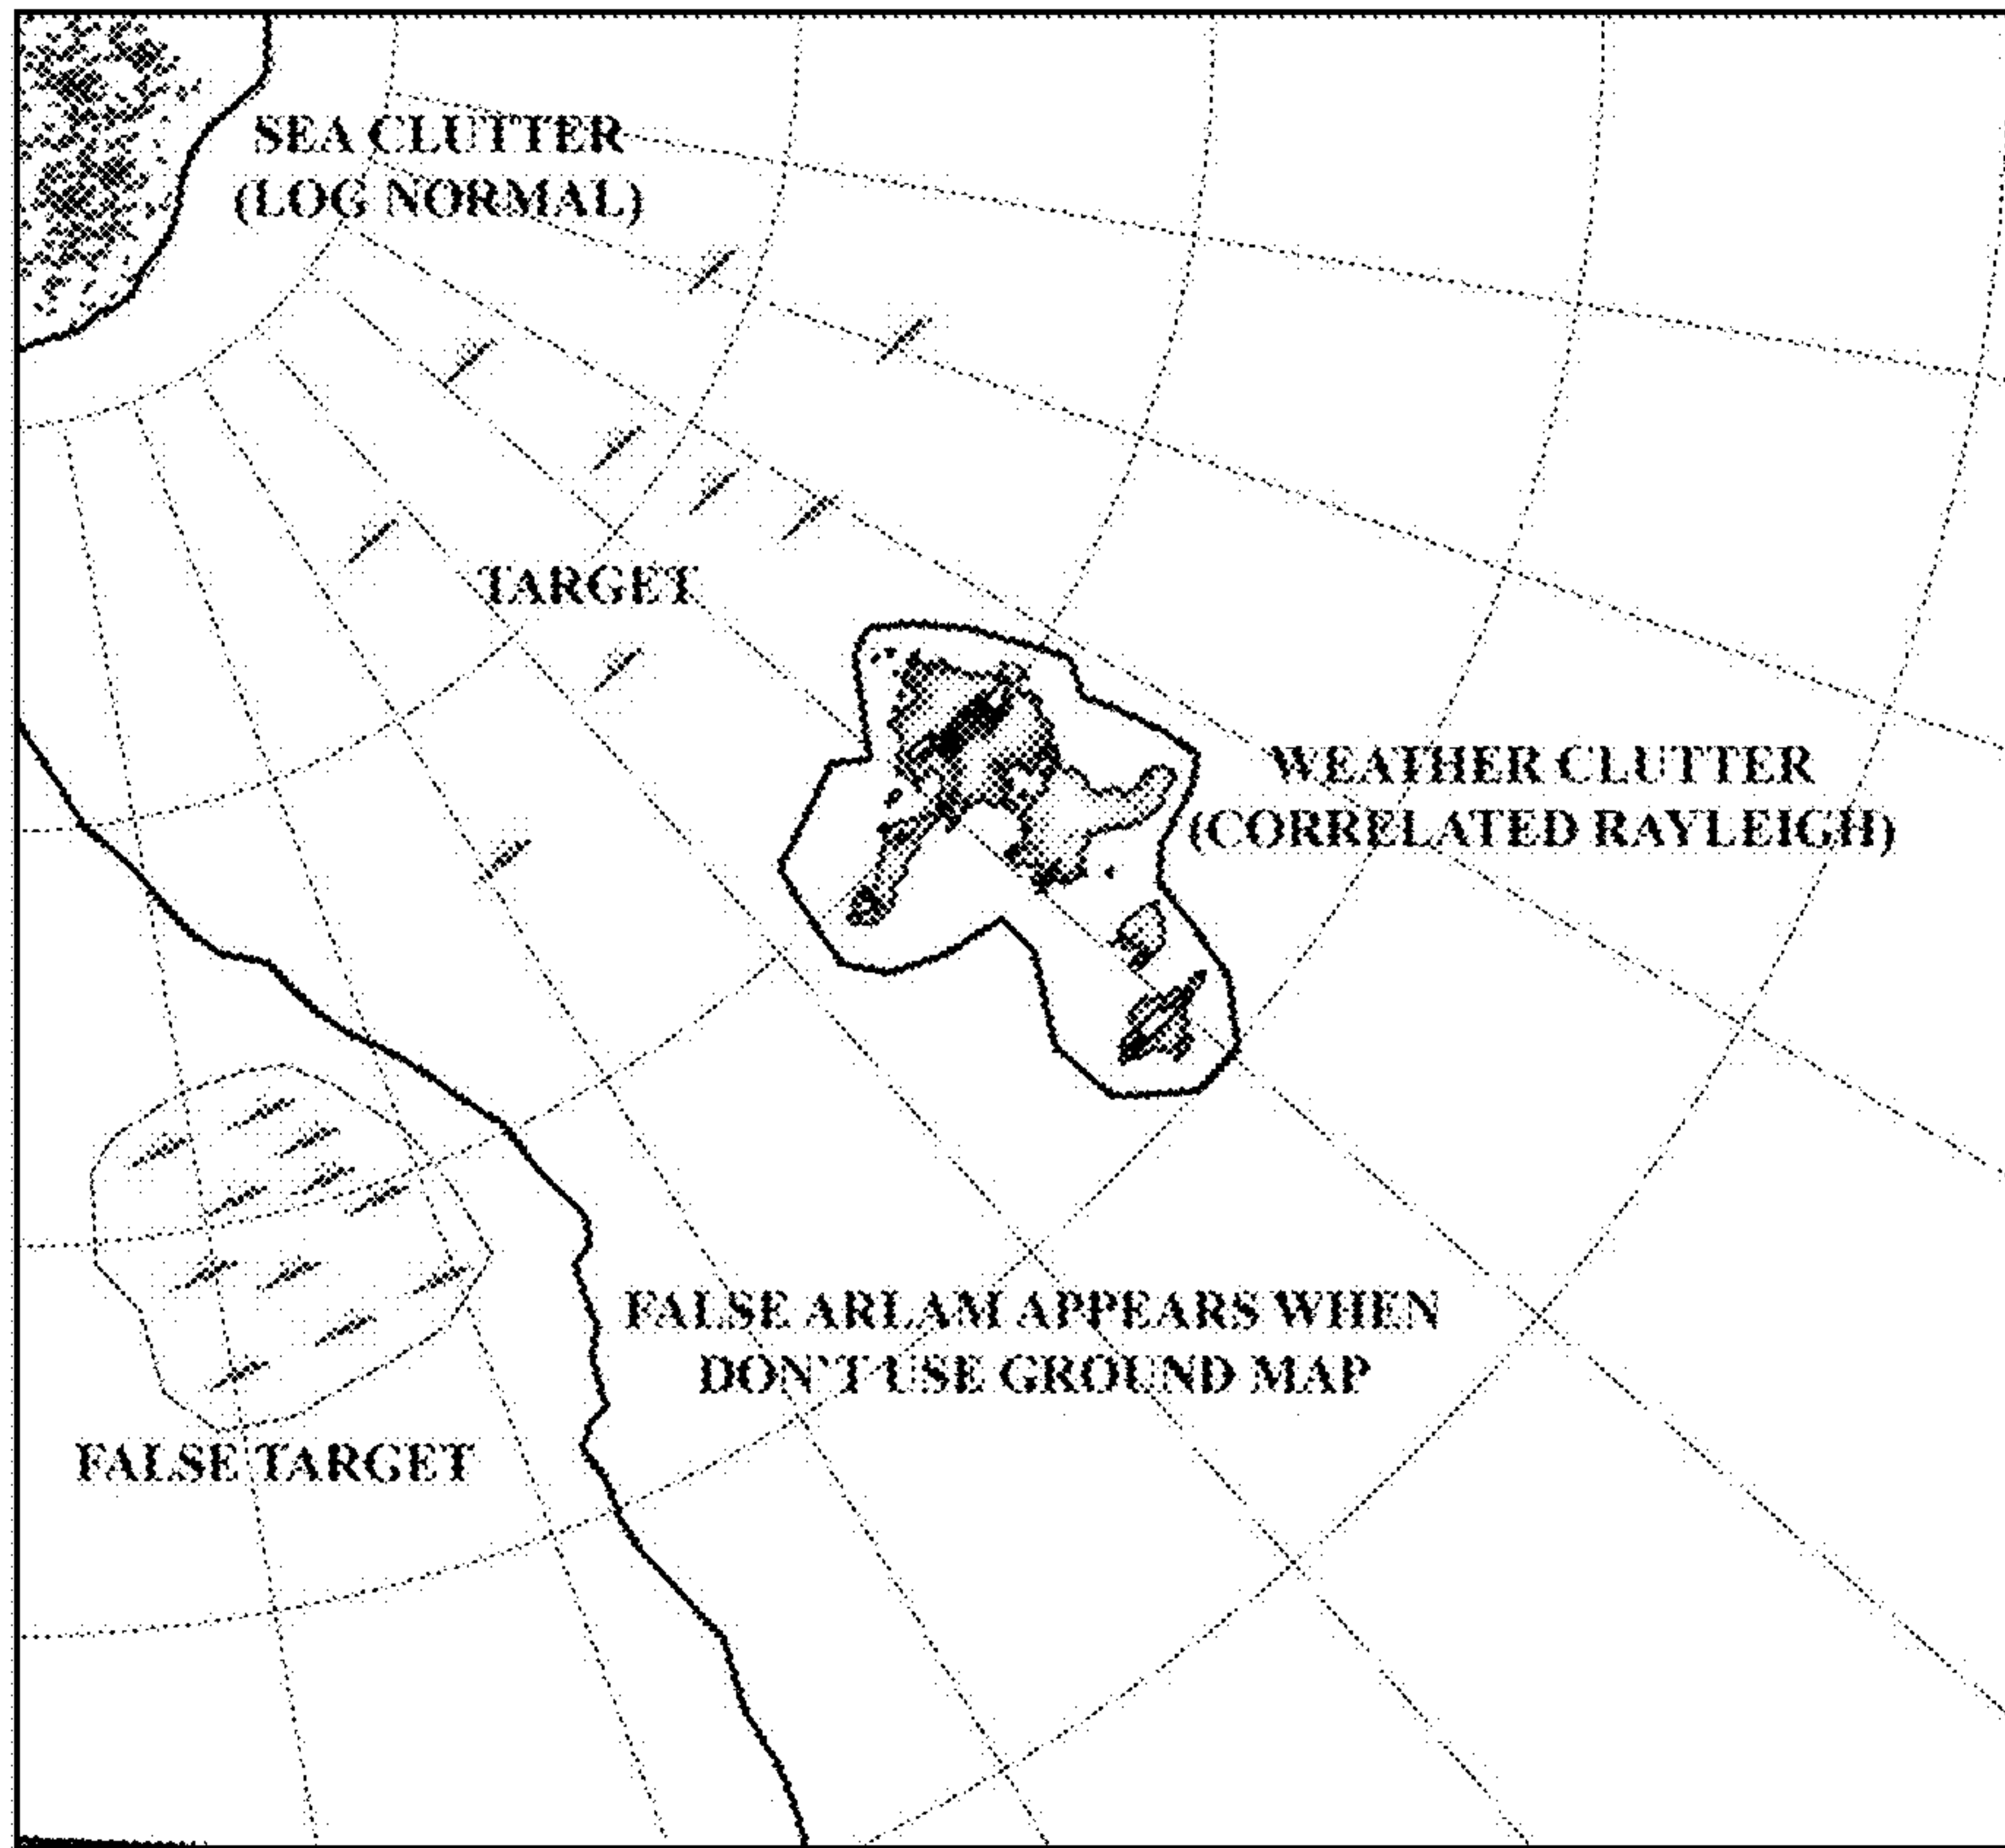 SEA CLUTTER
(LOG NORMAL)
TARGET
WEATHER CLUTTER
(CORRELATED RAYLEIGH)
FALSE ARLAM APPEARS WHEN
DON'T USE GROUND MAP
FALSE TARGET